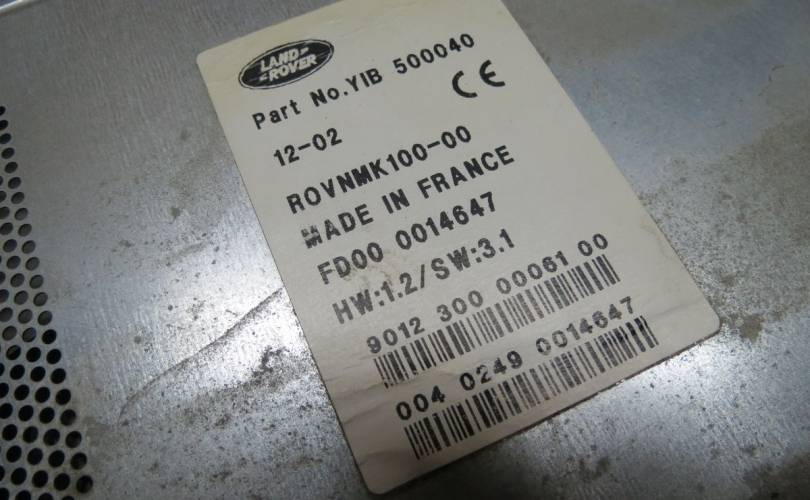 LAND ROVER
Part No.YIB 500040
CE
12-02
ROVNMK100-00
MADE IN FRANCE
FD00 0014647
HW:1.2/SW:3.1
9012 300 00061 00
004 0249 0014647